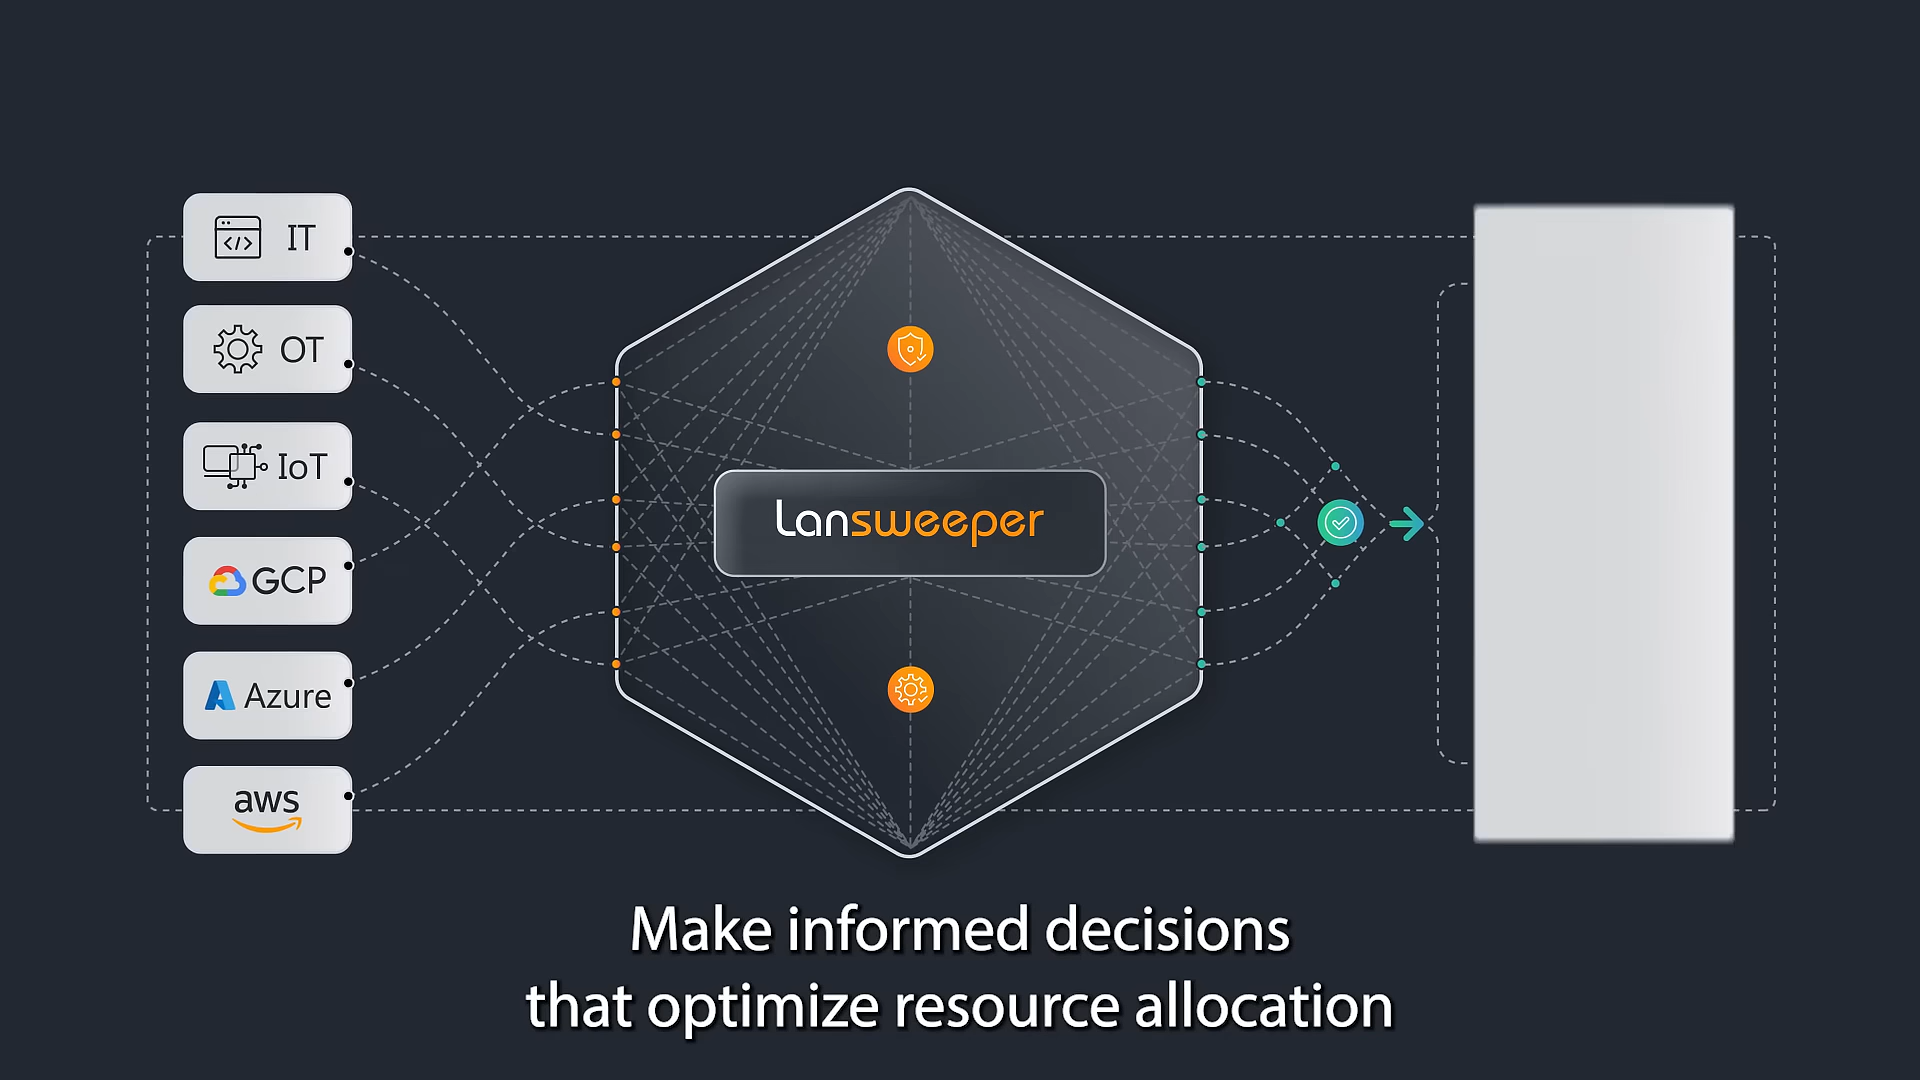 IT
OT
IoT
GCP
Azure
aws
Lansweeper
Make informed decisions
that optimize resource allocation